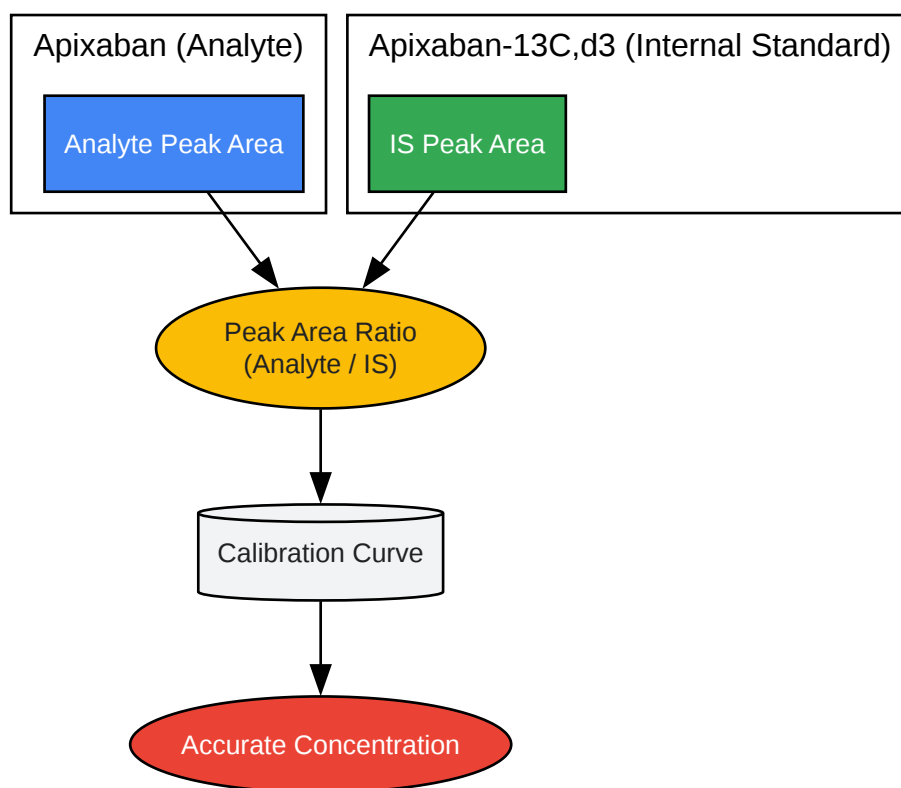 Apixaban (Analyte)
Apixaban-13C,d3 (Internal Standard)
Analyte Peak Area
IS Peak Area
Peak Area Ratio
(Analyte / IS)
Calibration Curve
Accurate Concentration